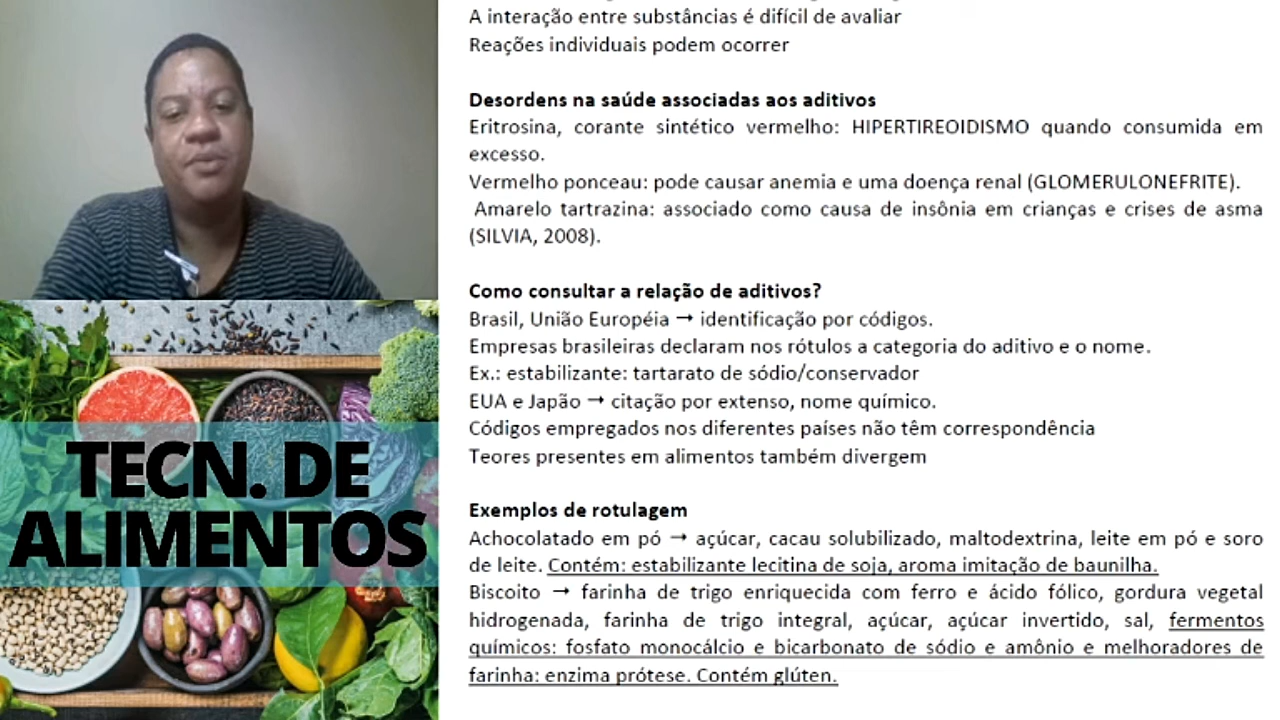 A interação entre substâncias é difícil de avaliar
Reações individuais podem ocorrer
Desordens na saúde associadas aos aditivos
Eritrosina, corante sintético vermelho: HIPERTIREOIDISMO quando consumida em
excesso.
Vermelho ponceau: pode causar anemia e uma doença renal (GLOMERULONEFRITE).
Amarelo tartrazina: associado como causa de insônia em crianças e crises de asma
(SILVIA, 2008).
Como consultar a relação de aditivos?
Brasil, União Européia → identificação por códigos.
Empresas brasileiras declaram nos rótulos a categoria do aditivo e o nome.
Ex.: estabilizante: tartarato de sódio/conservador
EUA e Japão → citação por extenso, nome químico.
Códigos empregados nos diferentes países não têm correspondência
Teores presentes em alimentos também divergem
Exemplos de rotulagem
Achocolatado em pó → açúcar, cacau solubilizado, maltodextrina, leite em pó e soro
de leite. Contém: estabilizante lecitina de soja, aroma imitação de baunilha.
Biscoito → farinha de trigo enriquecida com ferro e ácido fólico, gordura vegetal
hidrogenada, farinha de trigo integral, açúcar, açúcar invertido, sal, fermentos
químicos: fosfato monocálcio e bicarbonato de sódio e amônio e melhoradores de
farinha: enzima prótese. Contém glúten.
TECN. DE
ALIMENTOS